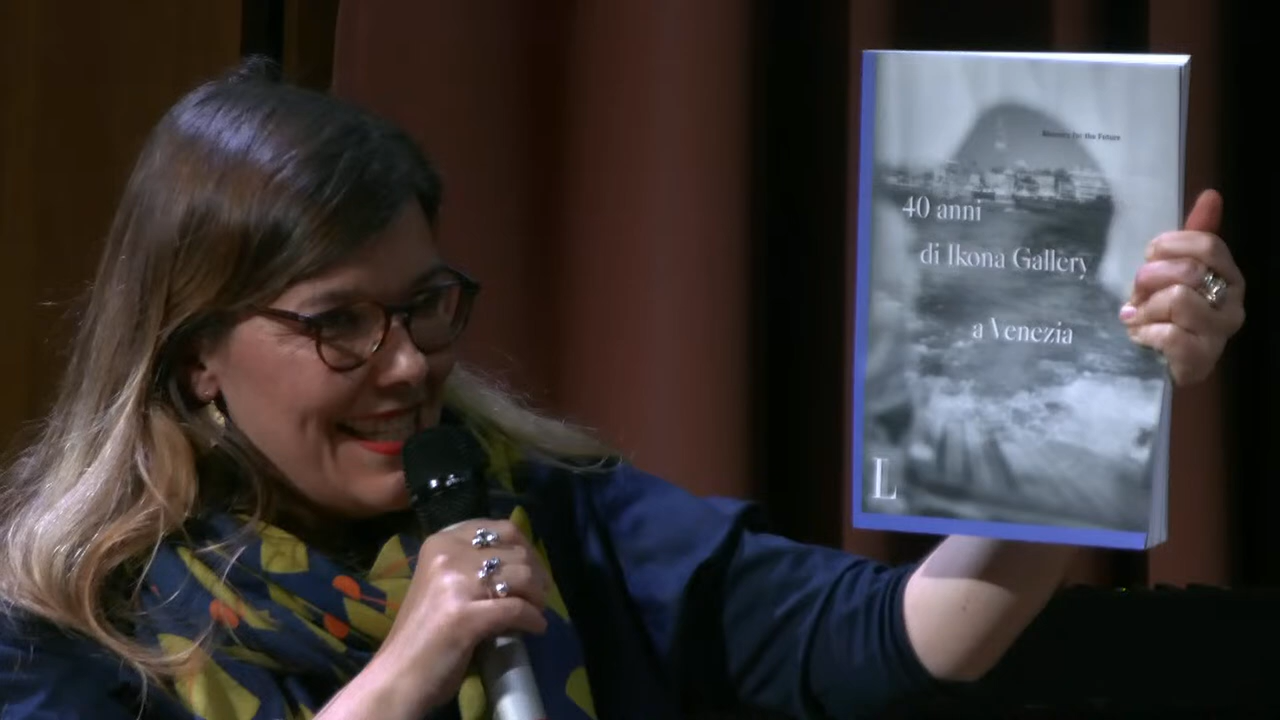 Memory for the Future
40 anni
di Ikona Gallery
a Venezia
L